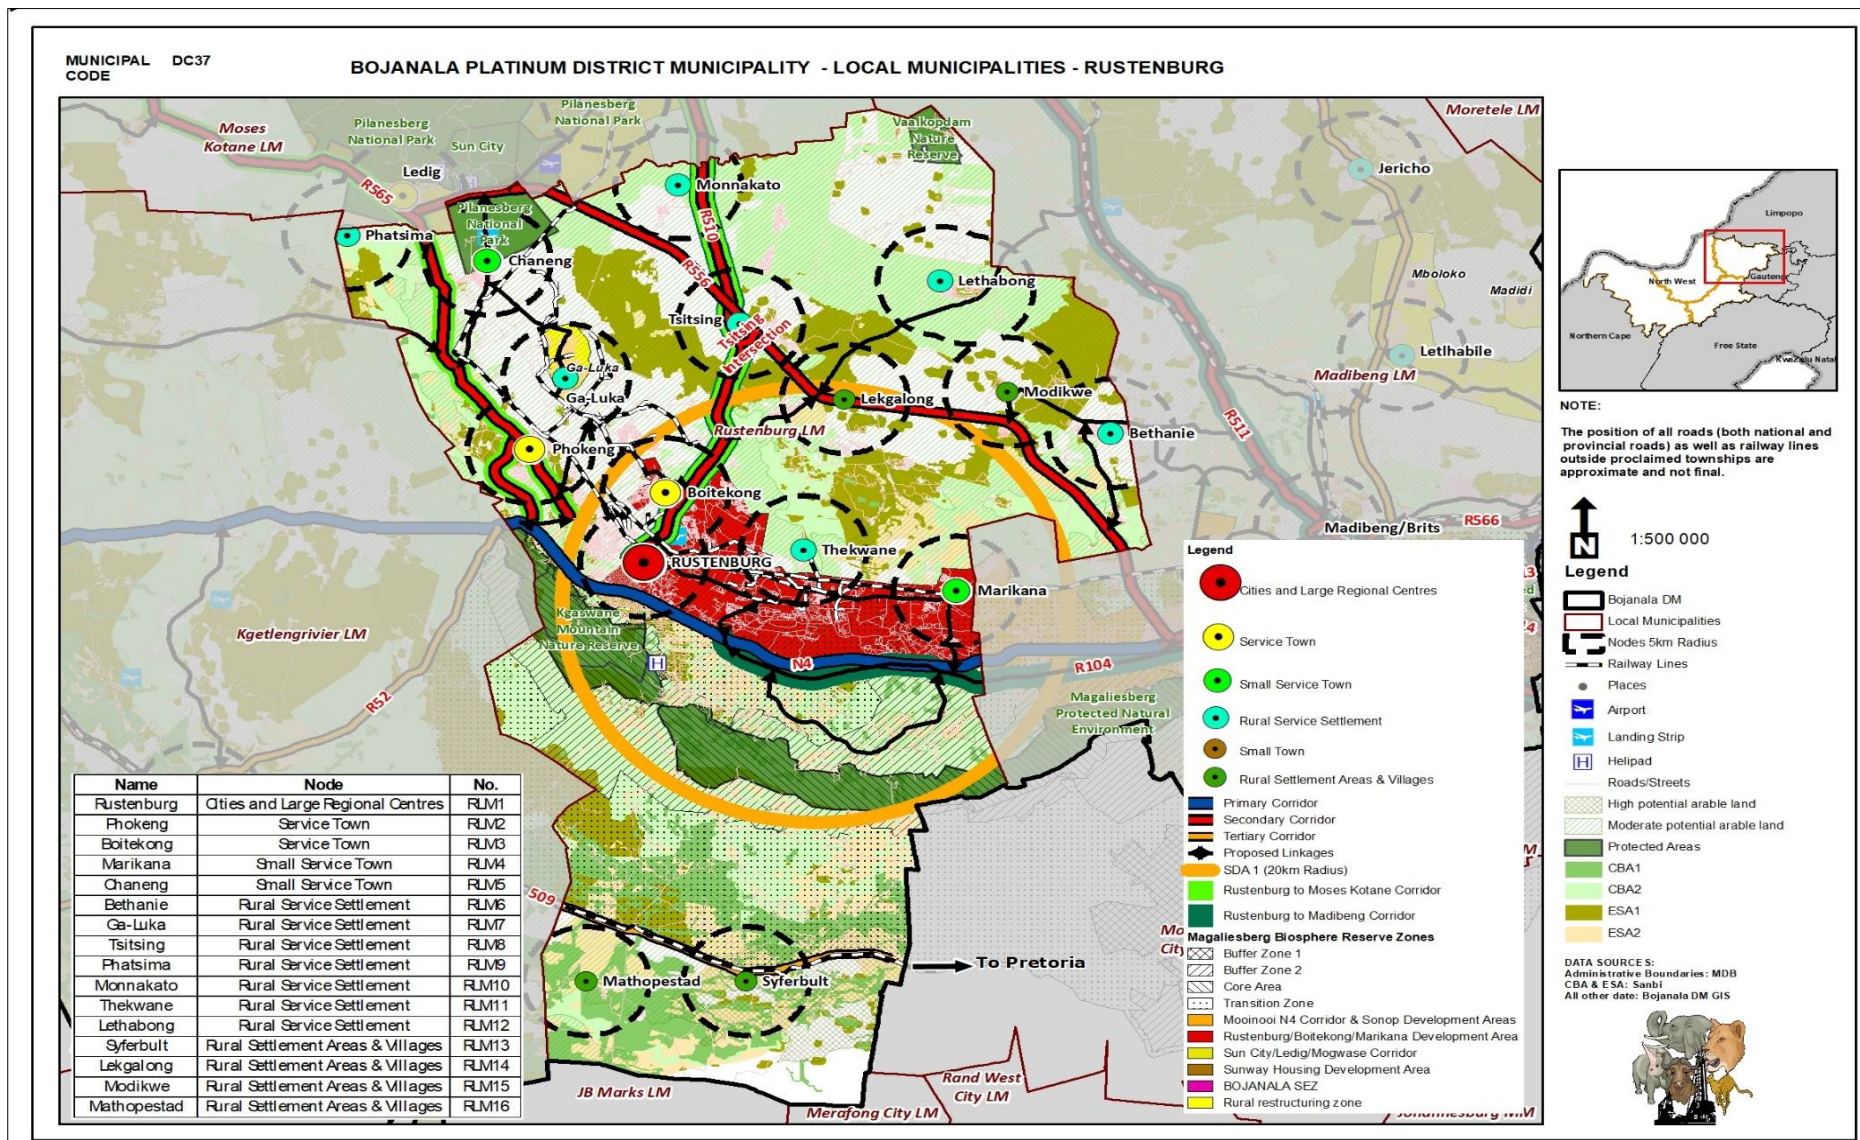 MUNICIPAL CODE DC37
BOJANALA PLATINUM DISTRICT MUNICIPALITY - LOCAL MUNICIPALITIES - RUSTENBURG
Moses Kotane LM
Pilanesberg National Park
Sun City
Pilanesberg National Park
Vaalkopdam Nature Reserve
Moretele LM
Ledig
R565
Monnakato
Jericho
Pilanesberg National Park
R510
Phatsima
Chaneng
R556
Lethabong
Mboloko
Madidi
Tsitsing
Tsitsing Intersection
Letlhabile
Ga-Luka
Ga-Luka
Madibeng LM
Lekgalong
Modikwe
R511
Rustenburg LM
Bethanie
Phokeng
Boitekong
Madibeng/Brits
R566
Thekwane
RUSTENBURG
Marikana
Kgaswane Mountain Nature Reserve
Kgetlengrivier LM
H
N4
R104
R52
Magaliesberg Protected Natural Environment
509
To Pretoria
Mathopestad
Syferbult
JB Marks LM
Rand West City LM
Merafong City LM
Name Node No.
Rustenburg Cities and Large Regional Centres RLM1
Phokeng Service Town RLM2
Boitekong Service Town RLM3
Marikana Small Service Town RLM4
Chaneng Small Service Town RLM5
Bethanie Rural Service Settlement RLM6
Ga-Luka Rural Service Settlement RLM7
Tsitsing Rural Service Settlement RLM8
Phatsima Rural Service Settlement RLM9
Monnakato Rural Service Settlement RLM10
Thekwane Rural Service Settlement RLM11
Lethabong Rural Service Settlement RLM12
Syferbult Rural Settlement Areas & Villages RLM13
Lekgalong Rural Settlement Areas & Villages RLM14
Modikwe Rural Settlement Areas & Villages RLM15
Mathopestad Rural Settlement Areas & Villages RLM16
Legend
Cities and Large Regional Centres
Service Town
Small Service Town
Rural Service Settlement
Small Town
Rural Settlement Areas & Villages
Primary Corridor
Secondary Corridor
Tertiary Corridor
Proposed Linkages
SDA 1 (20km Radius)
Rustenburg to Moses Kotane Corridor
Rustenburg to Madibeng Corridor
Magaliesberg Biosphere Reserve Zones
Buffer Zone 1
Buffer Zone 2
Core Area
Transition Zone
Mooinooi N4 Corridor & Sonop Development Areas
Rustenburg/Boitekong/Marikana Development Area
Sun City/Ledig/Mogwase Corridor
Sunway Housing Development Area
BOJANALA SEZ
Rural restructuring zone
Limpopo
North West
Gauteng
Northern Cape
Free State
KwaZulu Natal
NOTE:
The position of all roads (both national and
provincial roads) as well as railway lines
outside proclaimed townships are
approximate and not final.
N
1:500 000
Legend
Bojanala DM
Local Municipalities
Nodes 5km Radius
Railway Lines
Places
Airport
Landing Strip
H Helipad
Roads/Streets
High potential arable land
Moderate potential arable land
Protected Areas
CBA1
CBA2
ESA1
ESA2
DATA SOURCES:
Administrative Boundaries: MDB
CBA & ESA: Sanbi
All other date: Bojanala DM GIS